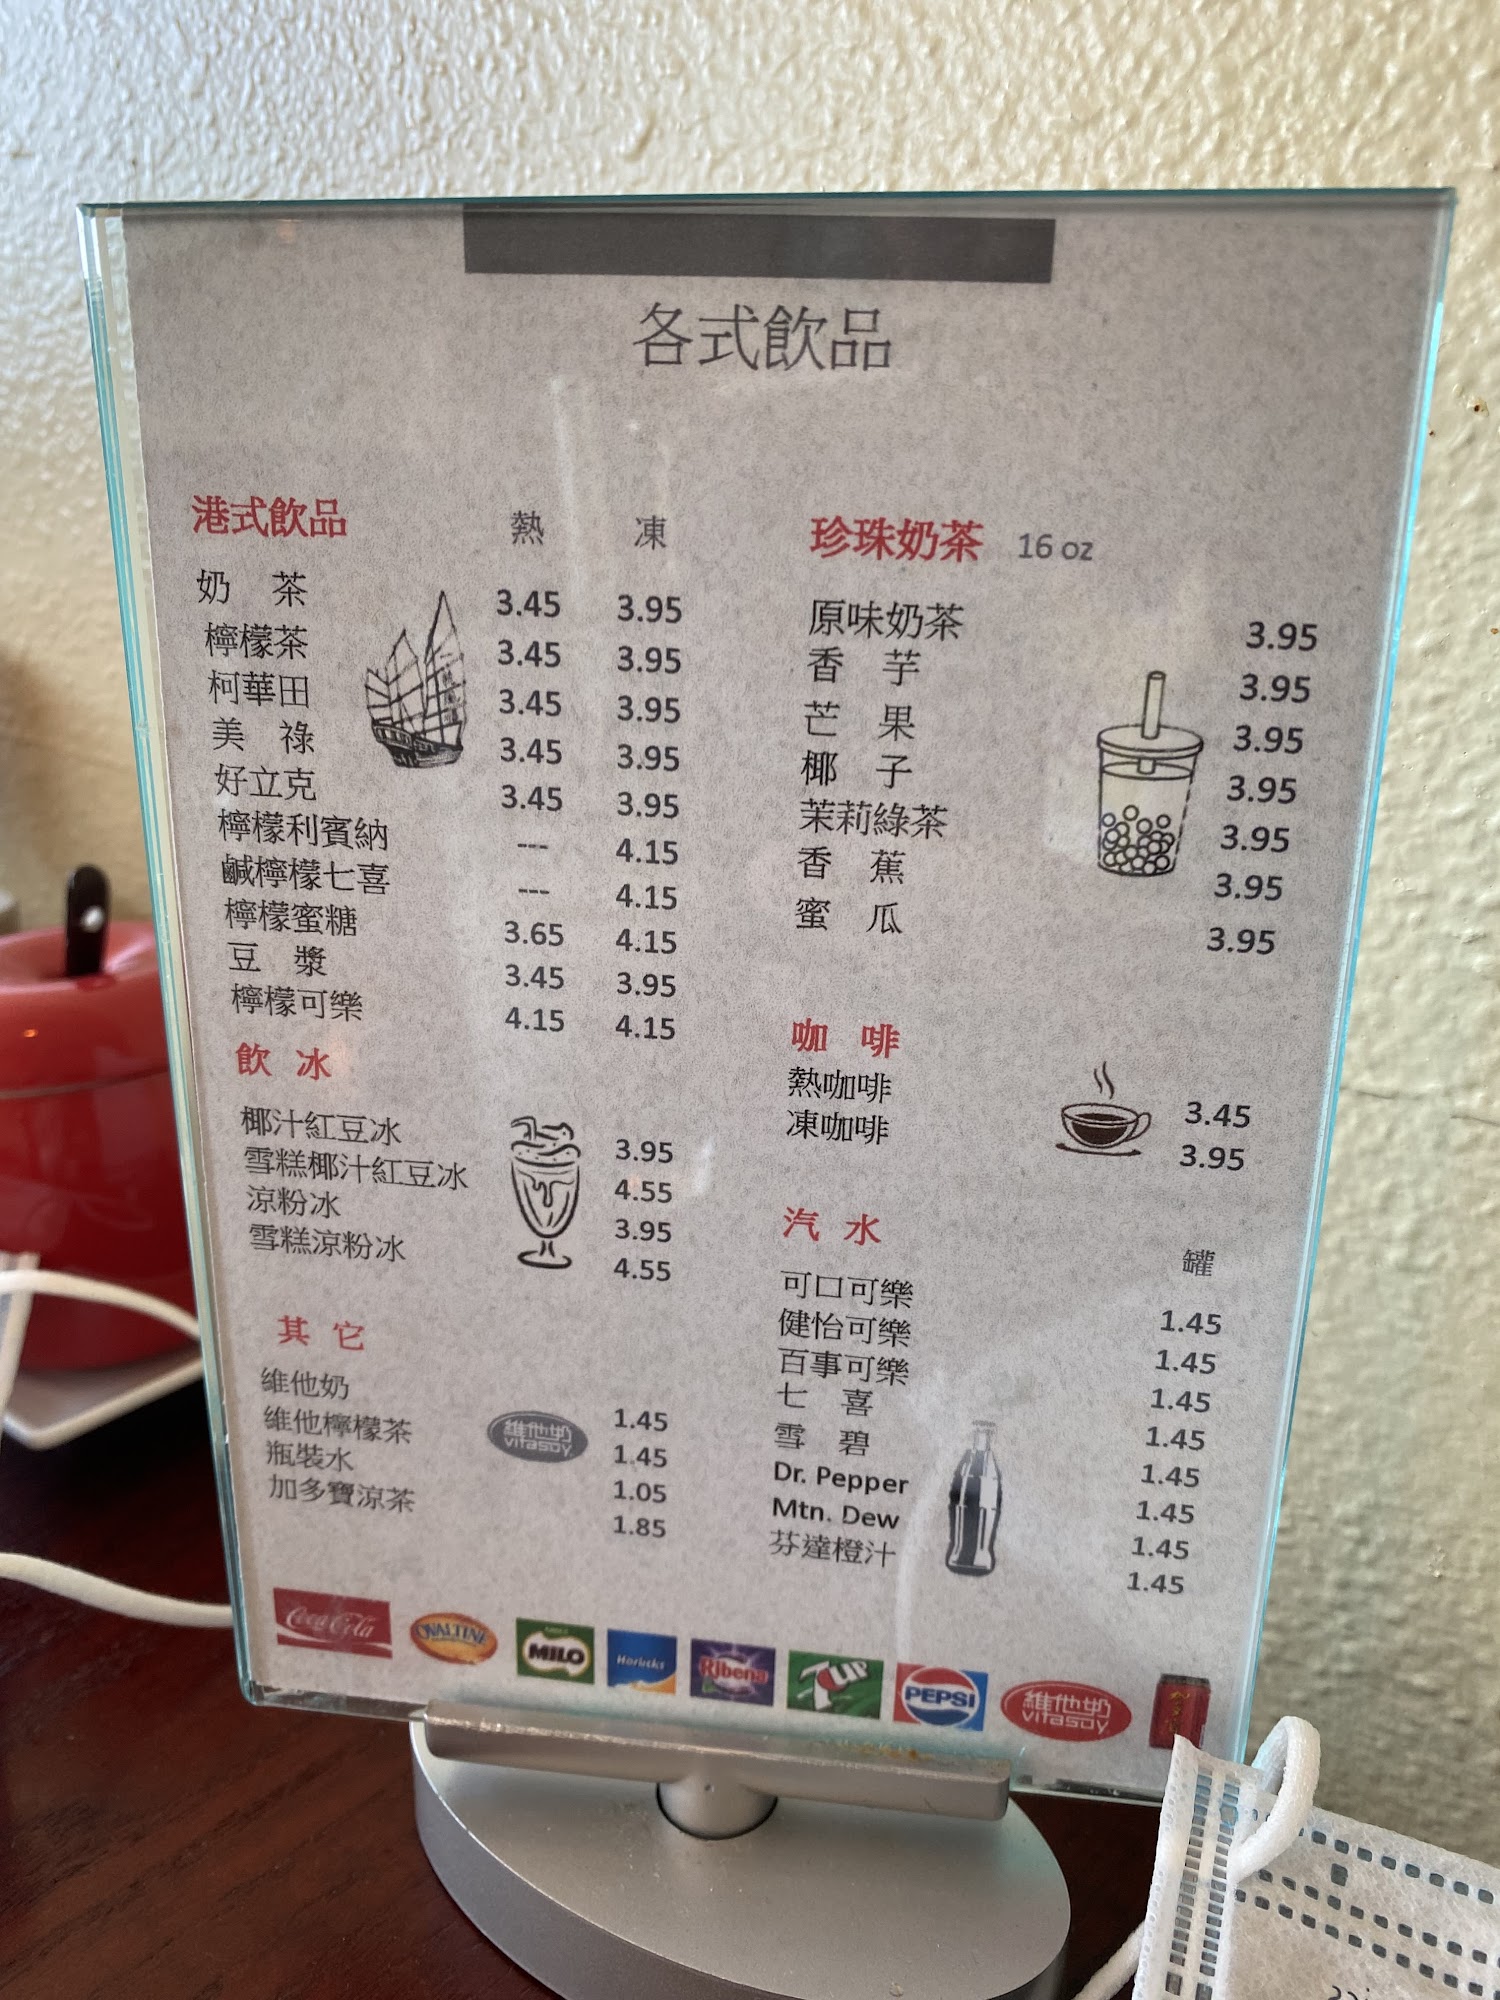 各式飲品
港式飲品 熱 凍
奶 茶 3.45 3.95
檸檬茶 3.45 3.95
柯華田 3.45 3.95
美 祿 3.45 3.95
好立克 3.45 3.95
檸檬利賓納 --- 4.15
鹹檸檬七喜 --- 4.15
檸檬蜜糖 3.65 4.15
豆 漿 3.45 3.95
檸檬可樂 4.15 4.15
飲 冰
椰汁紅豆冰 3.95
雪糕椰汁紅豆冰 4.55
涼粉冰 3.95
雪糕涼粉冰 4.55
其 它
維他奶 1.45
維他檸檬茶 1.45
瓶裝水 1.05
加多寶涼茶 1.85
維他奶
vitasoy
珍珠奶茶 16 oz
原味奶茶 3.95
香 芋 3.95
芒 果 3.95
椰 子 3.95
茉莉綠茶 3.95
香 蕉 3.95
蜜 瓜 3.95
咖 啡
熱咖啡 3.45
凍咖啡 3.95
汽 水 罐
可口可樂 1.45
健怡可樂 1.45
百事可樂 1.45
七 喜 1.45
雪 碧 1.45
Dr. Pepper 1.45
Mtn. Dew 1.45
芬達橙汁 1.45
Coca-Cola
OVALTINE
MILO
Horlicks
Ribena
7UP
PEPSI
維他奶
vitasoy